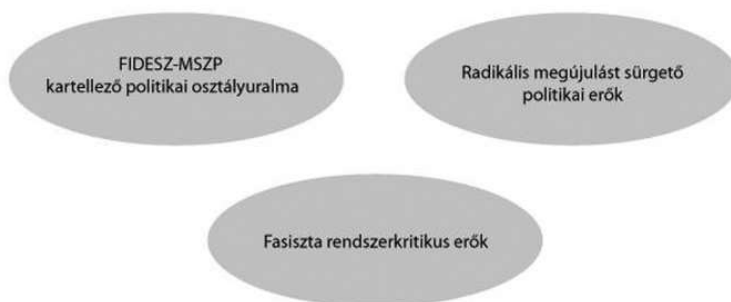 FIDESZ-MSZP
kartellező politikai osztályuralma
Radikális megújulást sürgető
politikai erők
Fasiszta rendszerkritikus erők